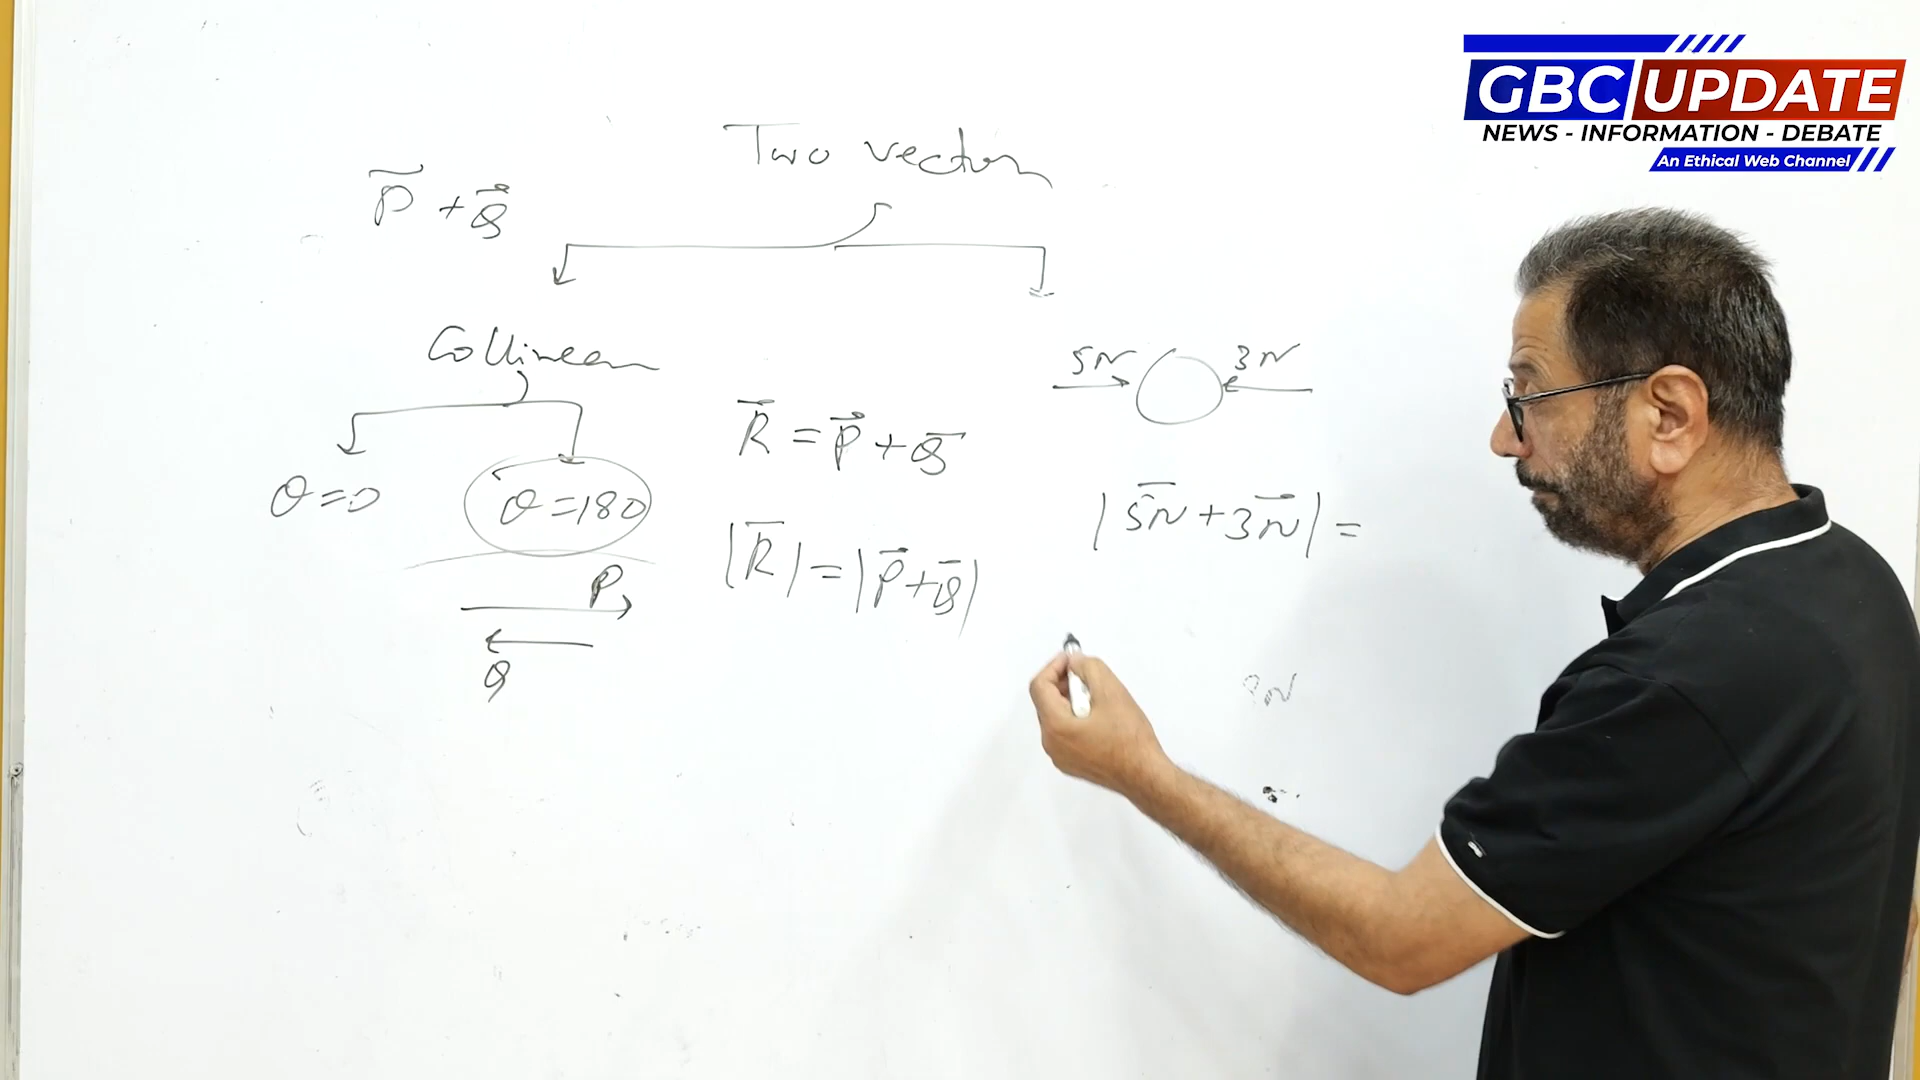 GBC UPDATE
NEWS - INFORMATION - DEBATE
An Ethical Web Channel
Two vectors
P⃗ + Q⃗
Collinear
θ=0
θ=180
P
Q
R⃗ = P⃗ + Q⃗
|R⃗| = |P⃗+Q⃗|
5N
3N
|5N⃗ + 3N⃗| =